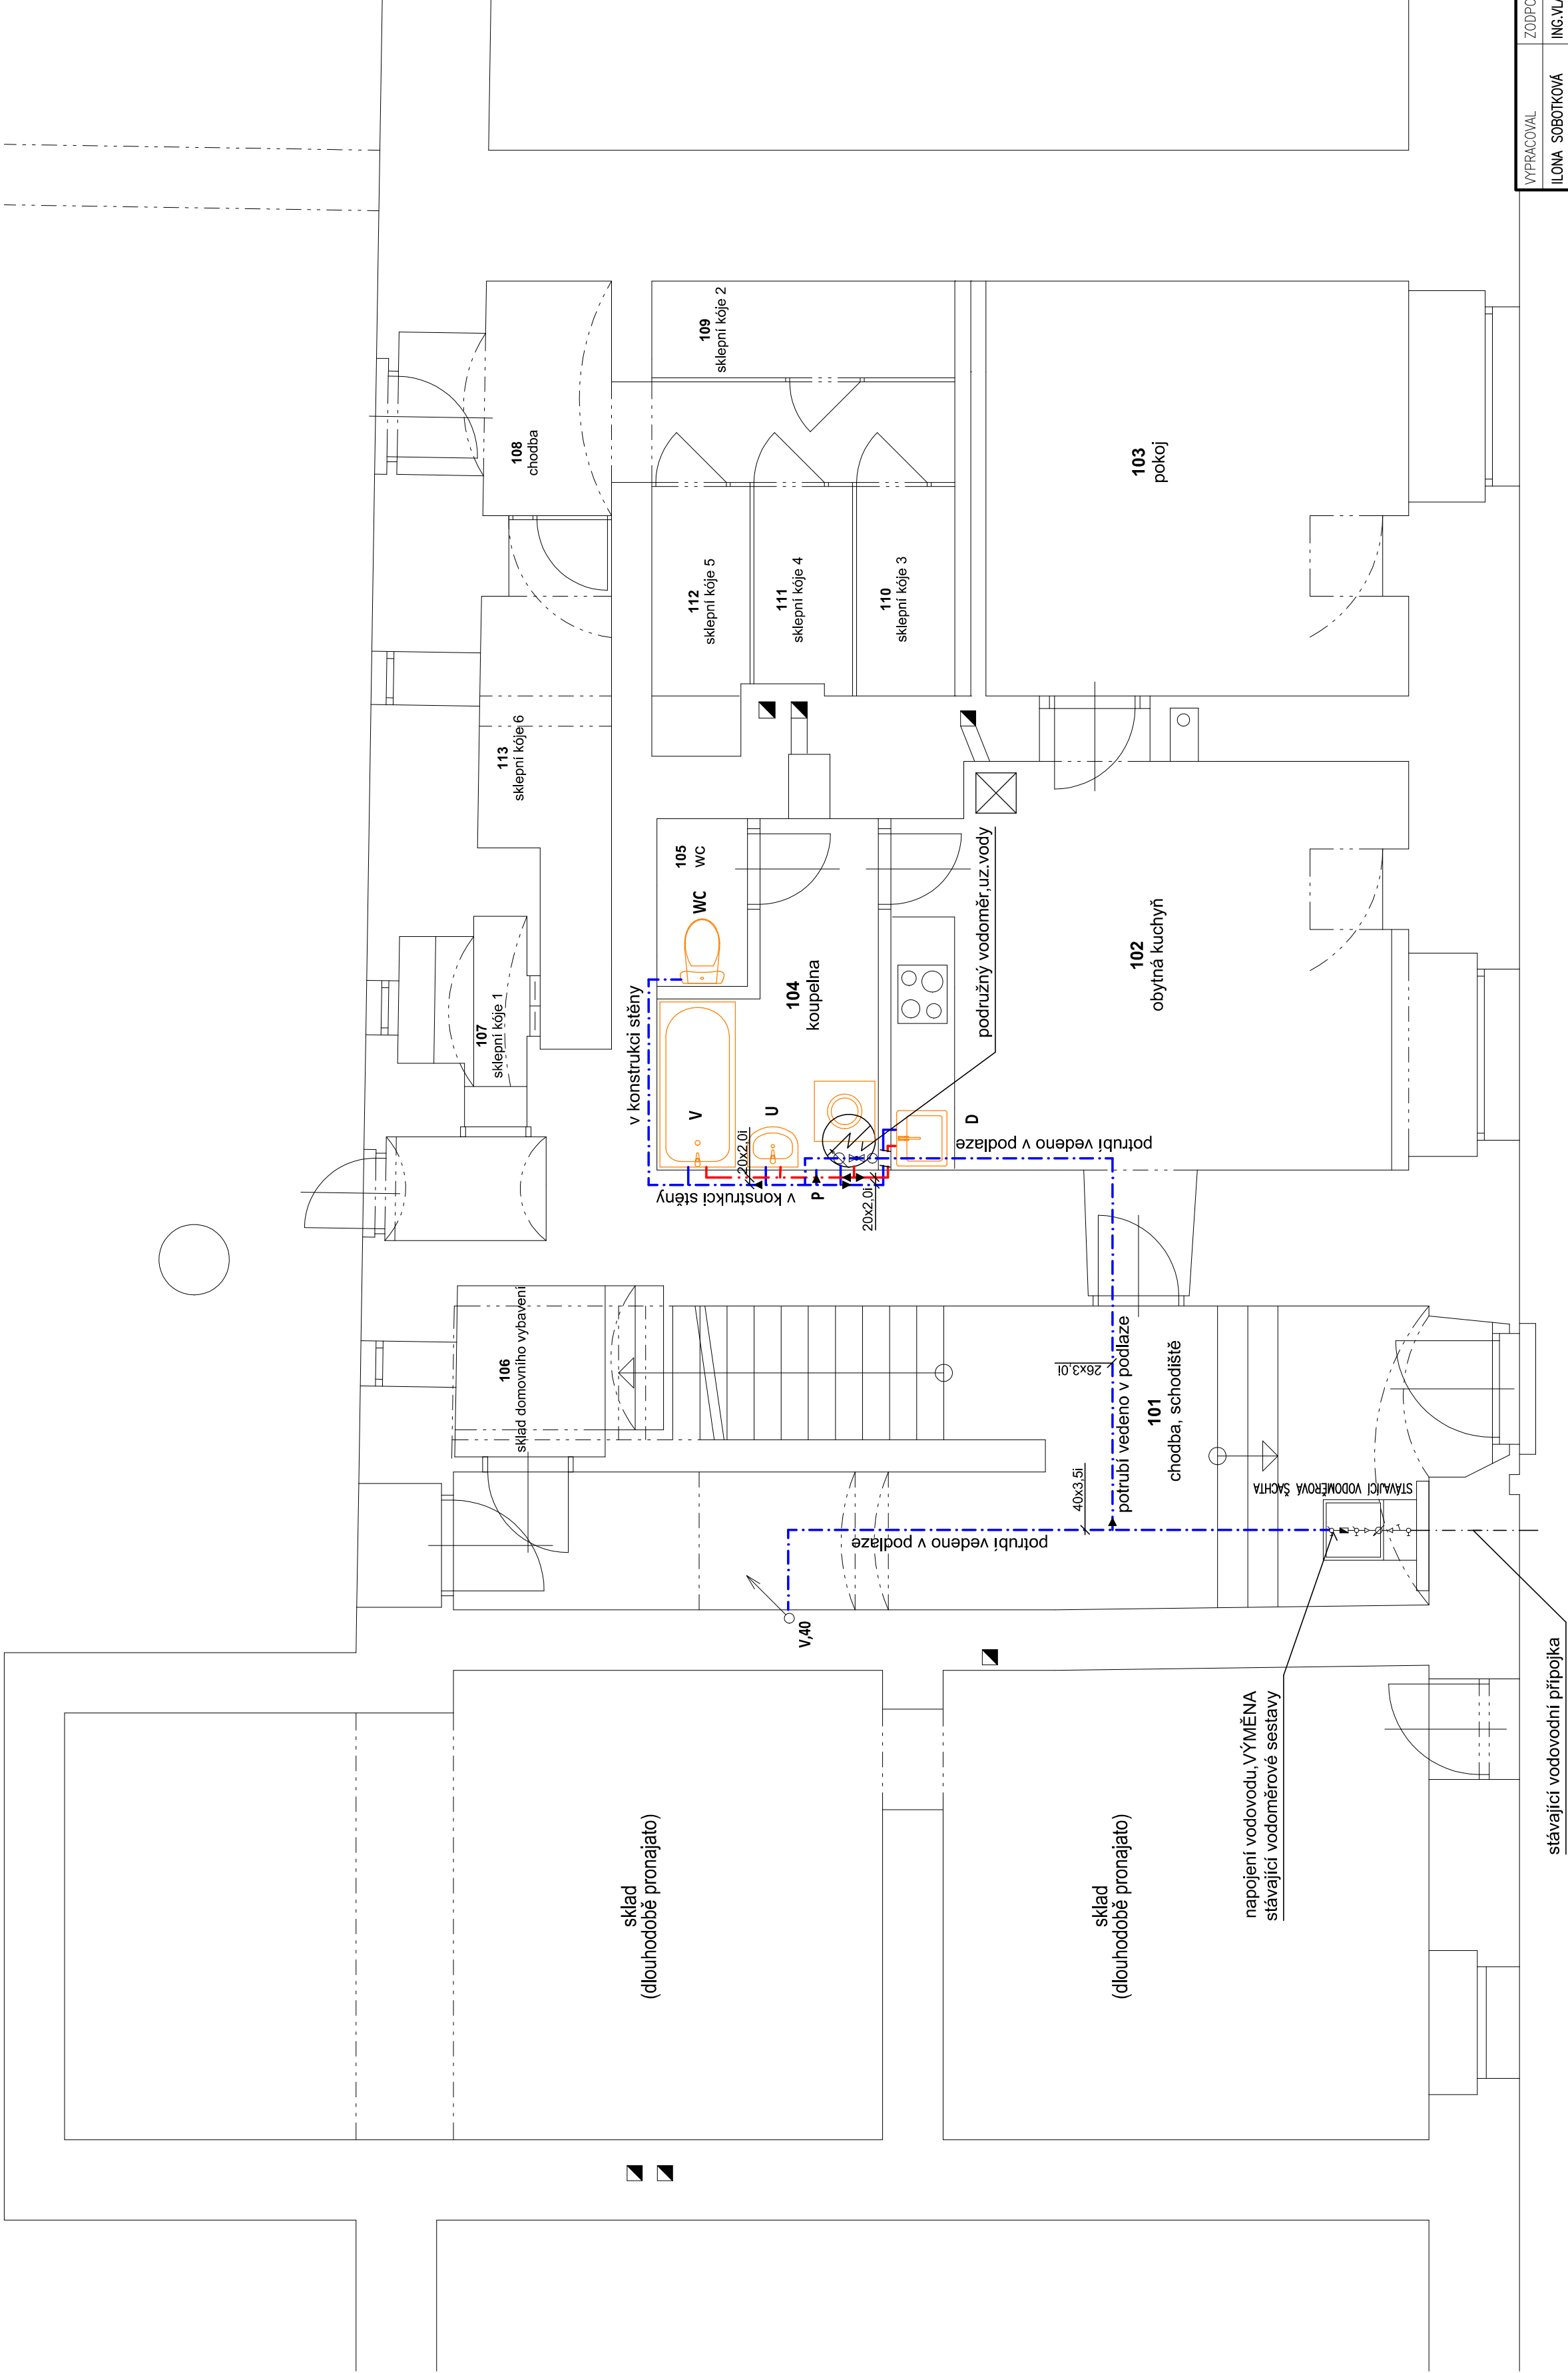 VYPRACOVAL
ZODPO
ILONA SOBOTKOVÁ
ING.VLA
109
sklepní kóje 2
108
chodba
103
pokoj
112
sklepní kóje 5
111
sklepní kóje 4
110
sklepní kóje 3
113
sklepní kóje 6
105
WC
WC
107
sklepní kóje 1
v konstrukci stěny
104
koupelna
102
obytná kuchyň
podružný vodoměr,uz.vody
V
U
D
20x2,0i
v konstrukci stěny
P
20x2,0i
potrubí vedeno v podlaze
106
sklad domovního vybavení
26x3,0i
potrubí vedeno v podlaze
101
chodba, schodiště
40x3,5i
potrubí vedeno v podlaze
STÁVAJÍCÍ VODOMĚROVÁ ŠACHTA
V,40
napojení vodovodu,VÝMĚNA
stávající vodoměrové sestavy
stávající vodovodní přípojka
sklad
(dlouhodobě pronajato)
sklad
(dlouhodobě pronajato)